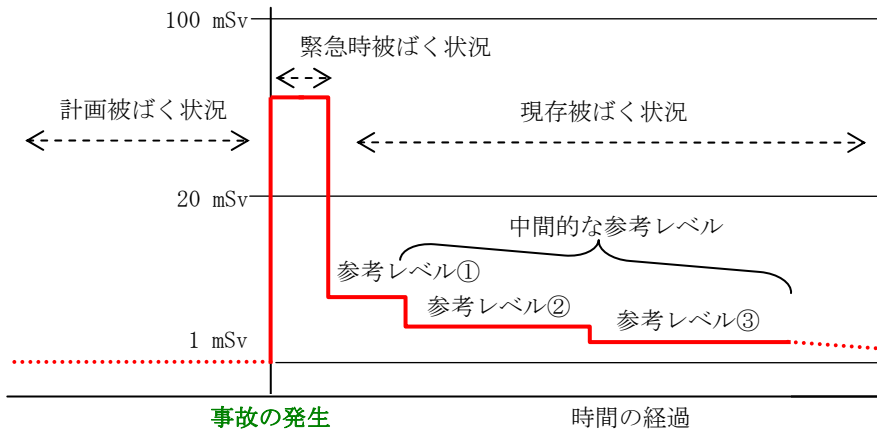 100 mSv
緊急時被ばく状況
計画被ばく状況
現存被ばく状況
20 mSv
中間的な参考レベル
参考レベル①
参考レベル②
参考レベル③
1 mSv
事故の発生
時間の経過